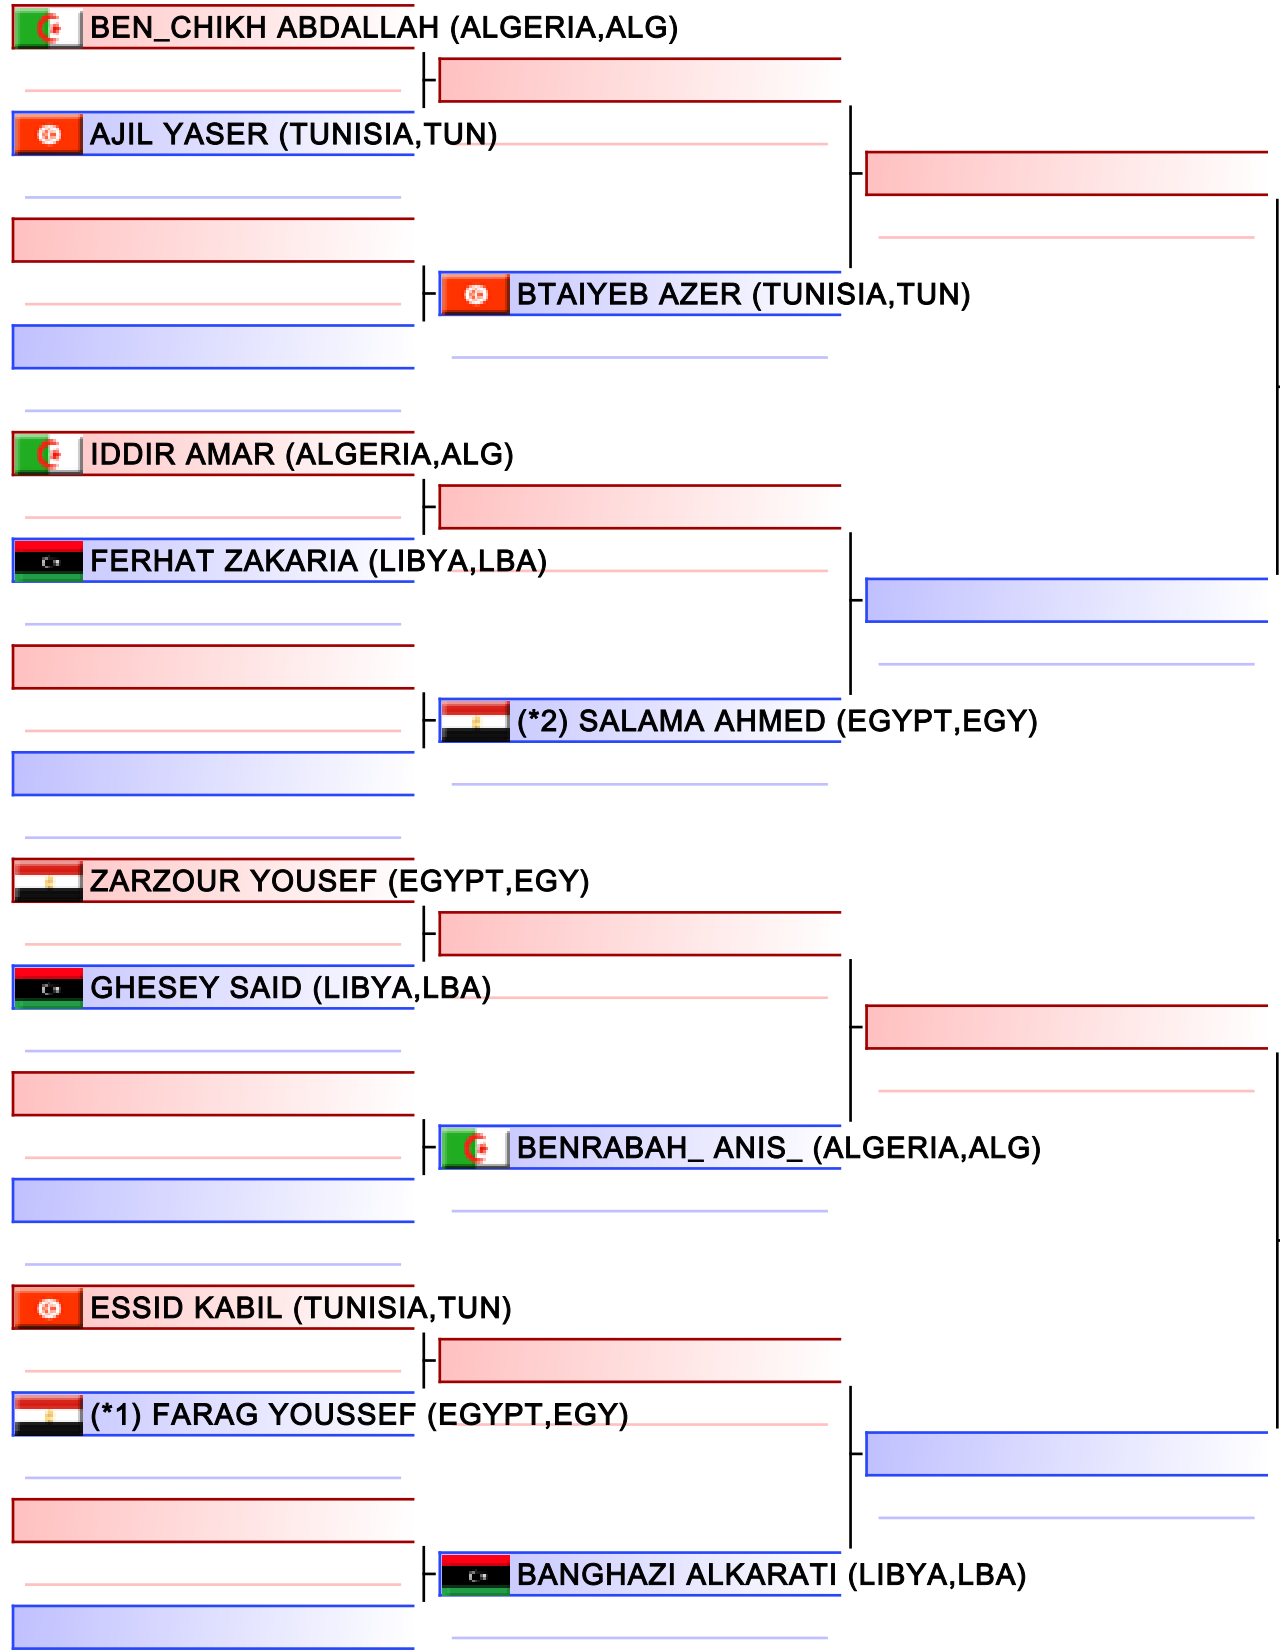 BEN_CHIKH ABDALLAH (ALGERIA,ALG)
AJIL YASER (TUNISIA,TUN)
BTAIYEB AZER (TUNISIA,TUN)
IDDIR AMAR (ALGERIA,ALG)
FERHAT ZAKARIA (LIBYA,LBA)
(*2) SALAMA AHMED (EGYPT,EGY)
ZARZOUR YOUSEF (EGYPT,EGY)
GHESEY SAID (LIBYA,LBA)
BENRABAH_ ANIS_ (ALGERIA,ALG)
ESSID KABIL (TUNISIA,TUN)
(*1) FARAG YOUSSEF (EGYPT,EGY)
BANGHAZI ALKARATI (LIBYA,LBA)